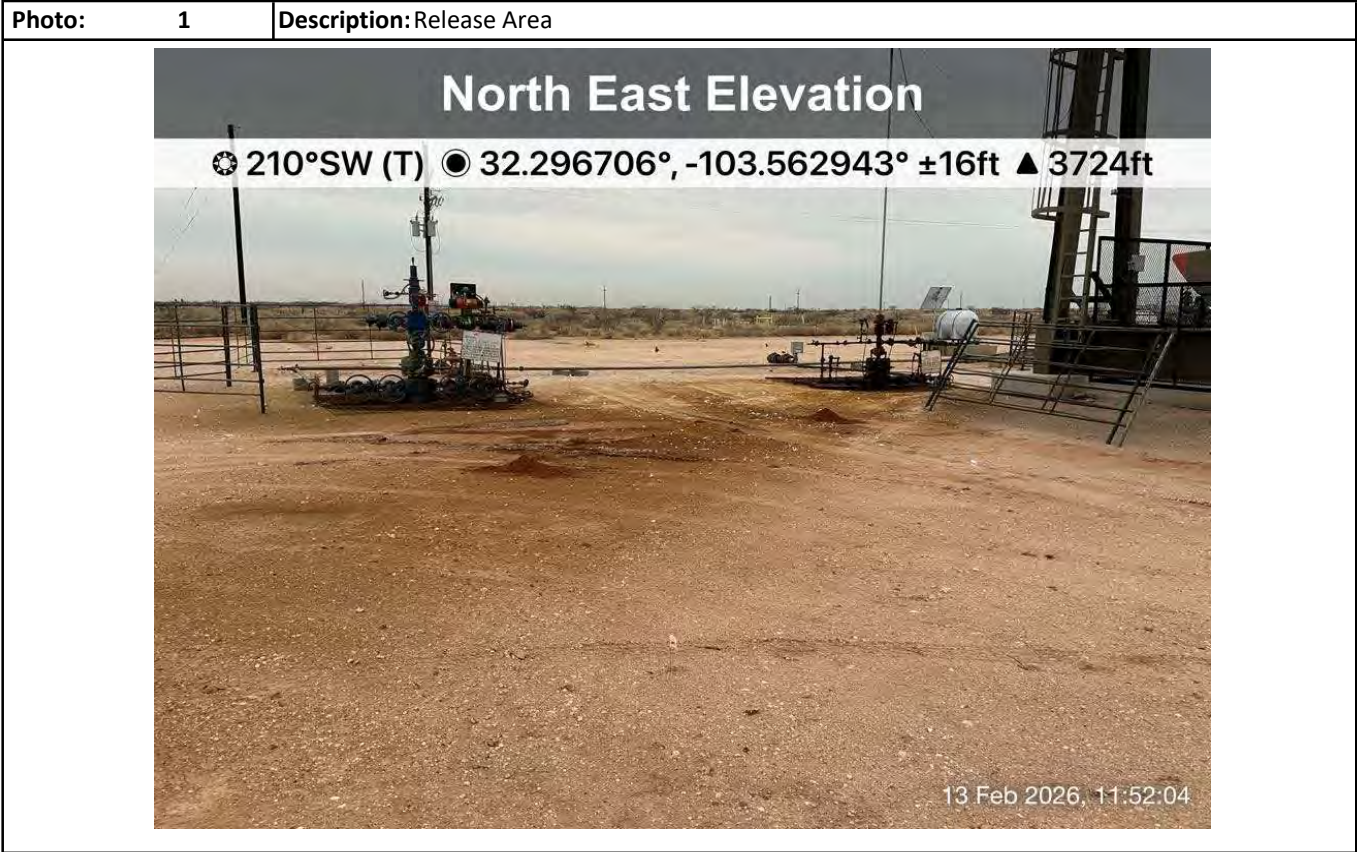 Photo: 1 Description: Release Area
North East Elevation
210°SW (T) 32.296706°, -103.562943° ±16ft ▲ 3724ft
13 Feb 2026, 11:52:04